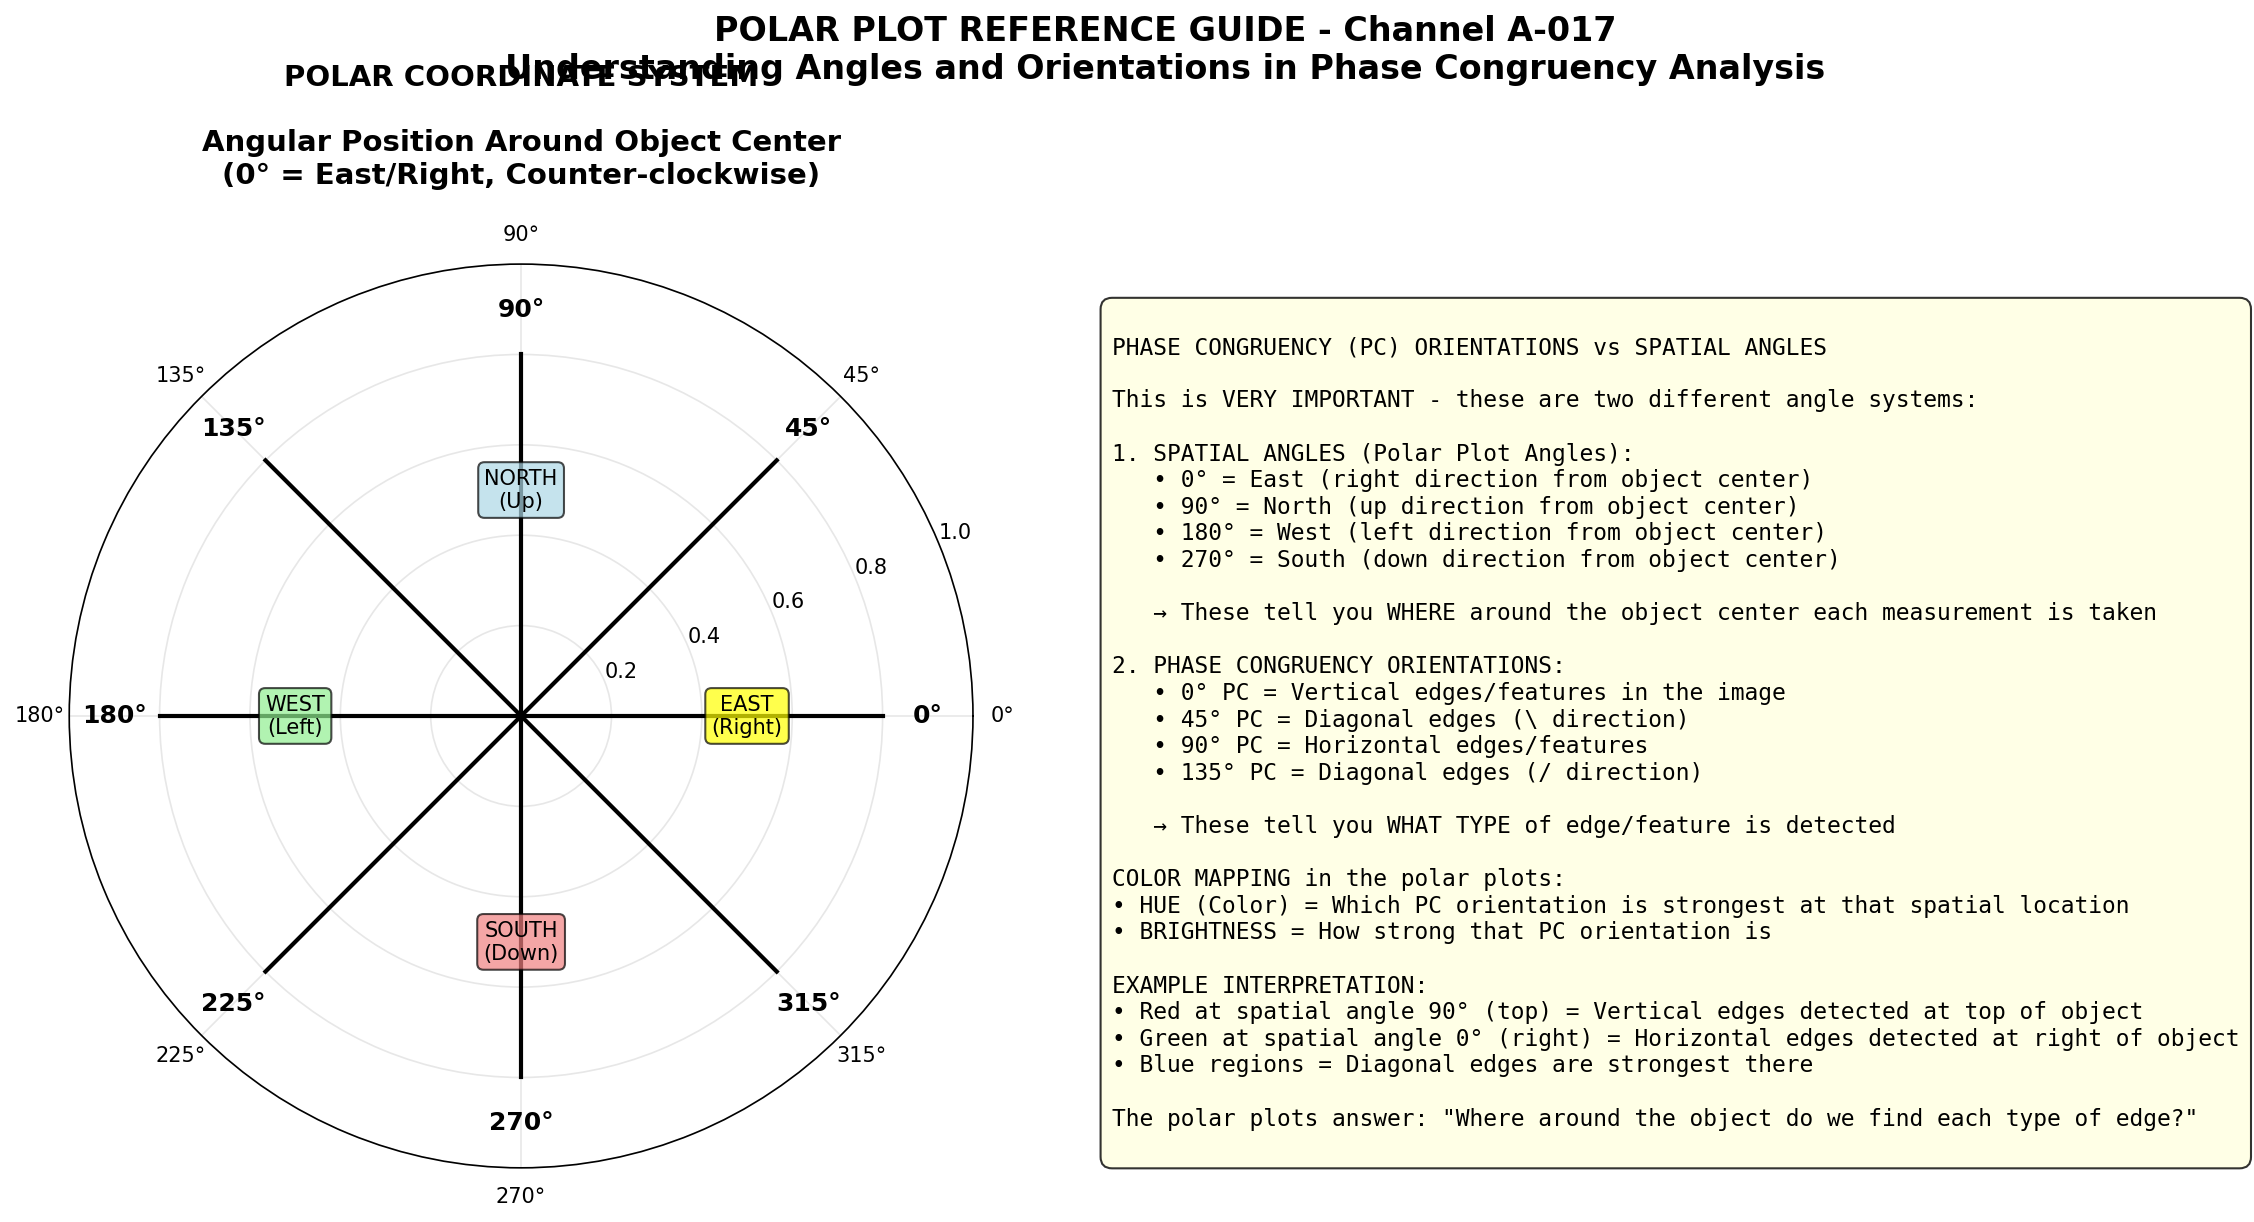 POLAR PLOT REFERENCE GUIDE - Channel A-017
Understanding Angles and Orientations in Phase Congruency Analysis
POLAR COORDINATE SYSTEM
Angular Position Around Object Center
(0° = East/Right, Counter-clockwise)
90°
90°
135°
45°
135°
45°
NORTH
(Up)
1.0
0.8
0.6
0.4
0.2
180°
180°
WEST
(Left)
EAST
(Right)
0°
0°
SOUTH
(Down)
225°
315°
225°
315°
270°
270°
PHASE CONGRUENCY (PC) ORIENTATIONS vs SPATIAL ANGLES
This is VERY IMPORTANT - these are two different angle systems:
1. SPATIAL ANGLES (Polar Plot Angles):
• 0° = East (right direction from object center)
• 90° = North (up direction from object center)
• 180° = West (left direction from object center)
• 270° = South (down direction from object center)
→ These tell you WHERE around the object center each measurement is taken
2. PHASE CONGRUENCY ORIENTATIONS:
• 0° PC = Vertical edges/features in the image
• 45° PC = Diagonal edges (\ direction)
• 90° PC = Horizontal edges/features
• 135° PC = Diagonal edges (/ direction)
→ These tell you WHAT TYPE of edge/feature is detected
COLOR MAPPING in the polar plots:
• HUE (Color) = Which PC orientation is strongest at that spatial location
• BRIGHTNESS = How strong that PC orientation is
EXAMPLE INTERPRETATION:
• Red at spatial angle 90° (top) = Vertical edges detected at top of object
• Green at spatial angle 0° (right) = Horizontal edges detected at right of object
• Blue regions = Diagonal edges are strongest there
The polar plots answer: "Where around the object do we find each type of edge?"